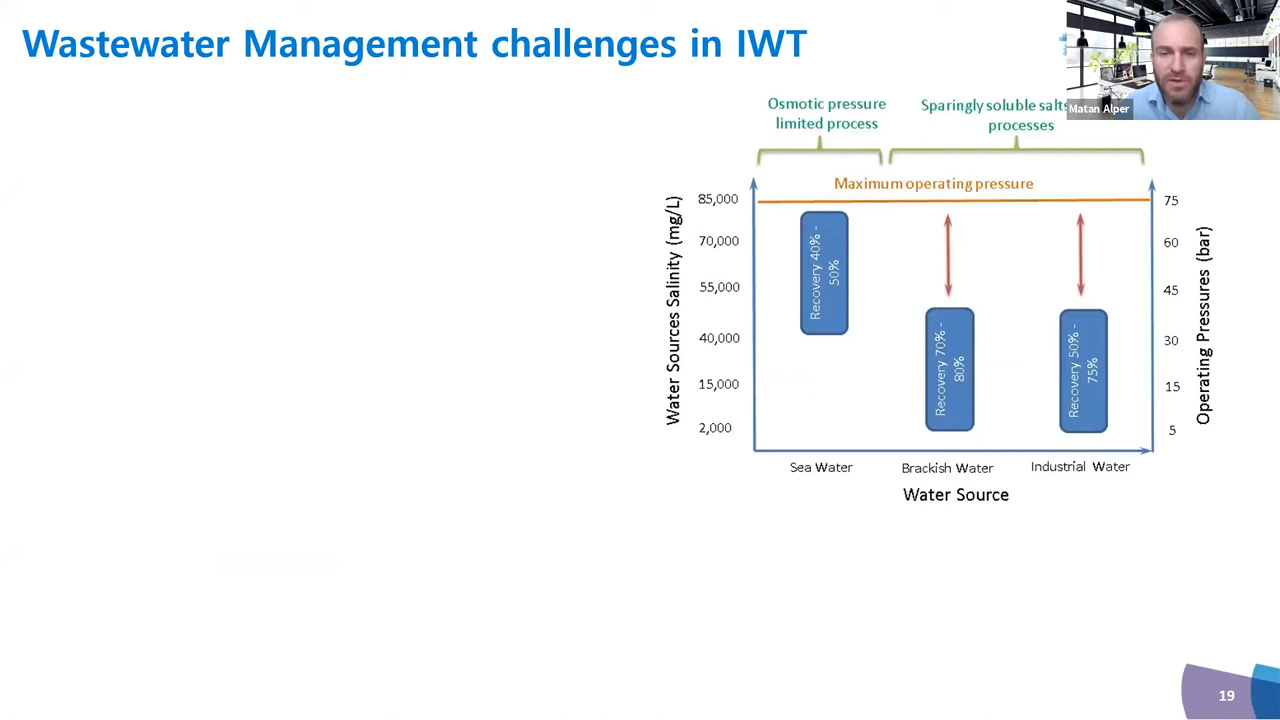 Wastewater Management challenges in IWT
Matan Alper
Osmotic pressure
limited process
Sparingly soluble salts
processes
Maximum operating pressure
Water Sources Salinity (mg/L)
85,000
70,000
55,000
40,000
15,000
2,000
Recovery 40% -
50%
Recovery 70% -
80%
Recovery 50% -
75%
75
60
45
30
15
5
Operating Pressures (bar)
Sea Water
Brackish Water
Industrial Water
Water Source
19